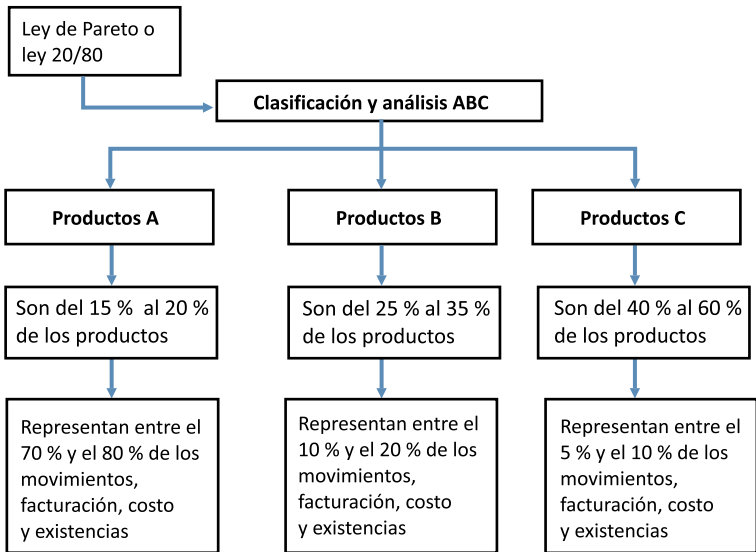 Ley de Pareto o
ley 20/80
Clasificación y análisis ABC
Productos A
Productos B
Productos C
Son del 15 % al 20 %
de los productos
Son del 25 % al 35 %
de los productos
Son del 40 % al 60 %
de los productos
Representan entre el
70 % y el 80 % de los
movimientos,
facturación, costo
y existencias
Representan entre el
10 % y el 20 % de los
movimientos,
facturación, costo
y existencias
Representan entre el
5 % y el 10 % de los
movimientos,
facturación, costo
y existencias